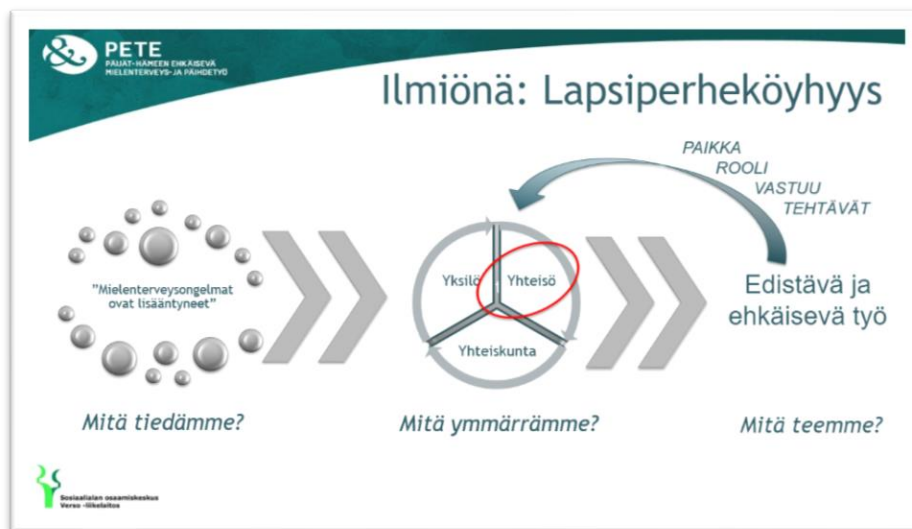 PETE
PÄIJÄT-HÄMEEN EHKÄISEVÄ
MIELENTERVEYS- JA PÄIHDETYÖ
Ilmiönä: Lapsiperheköyhyys
PAIKKA
ROOLI
VASTUU
TEHTÄVÄT
"Mielenterveysongelmat
ovat lisääntyneet"
Yksilö
Yhteisö
Yhteiskunta
Edistävä ja
ehkäisevä työ
Mitä tiedämme?
Mitä ymmärrämme?
Mitä teemme?
Sosiaalialan osaamiskeskus
Verso -liikelaitos